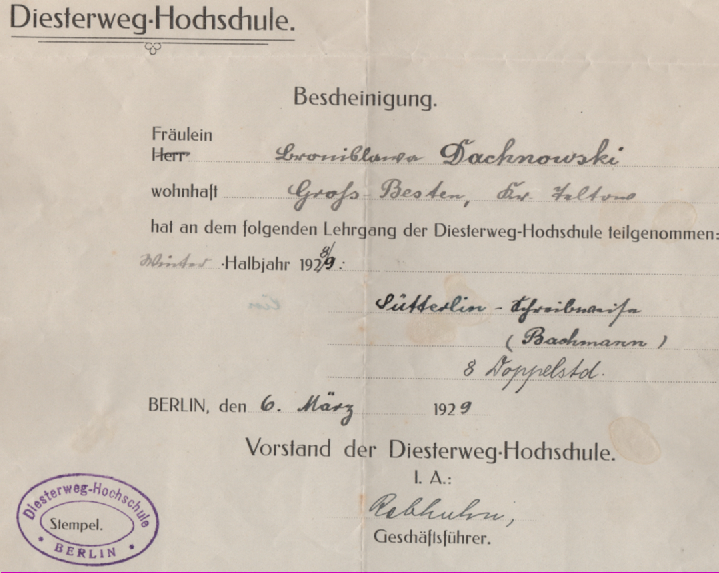 Diesterweg-Hochschule.
Bescheinigung.
Fräulein
Herr
Bronislawa Dachnowski
wohnhaft Gross Besten, Kr. Teltow
hat an dem folgenden Lehrgang der Diesterweg-Hochschule teilgenommen:
Winter-Halbjahr 1928/9:
Sütterlin-Schreibweise
(Bachmann)
8 Doppelstd.
BERLIN, den 6. März 1929
Vorstand der Diesterweg-Hochschule.
I. A.:
Rebhuhn,
Geschäftsführer.
Diesterweg-Hochschule
Stempel.
• BERLIN •